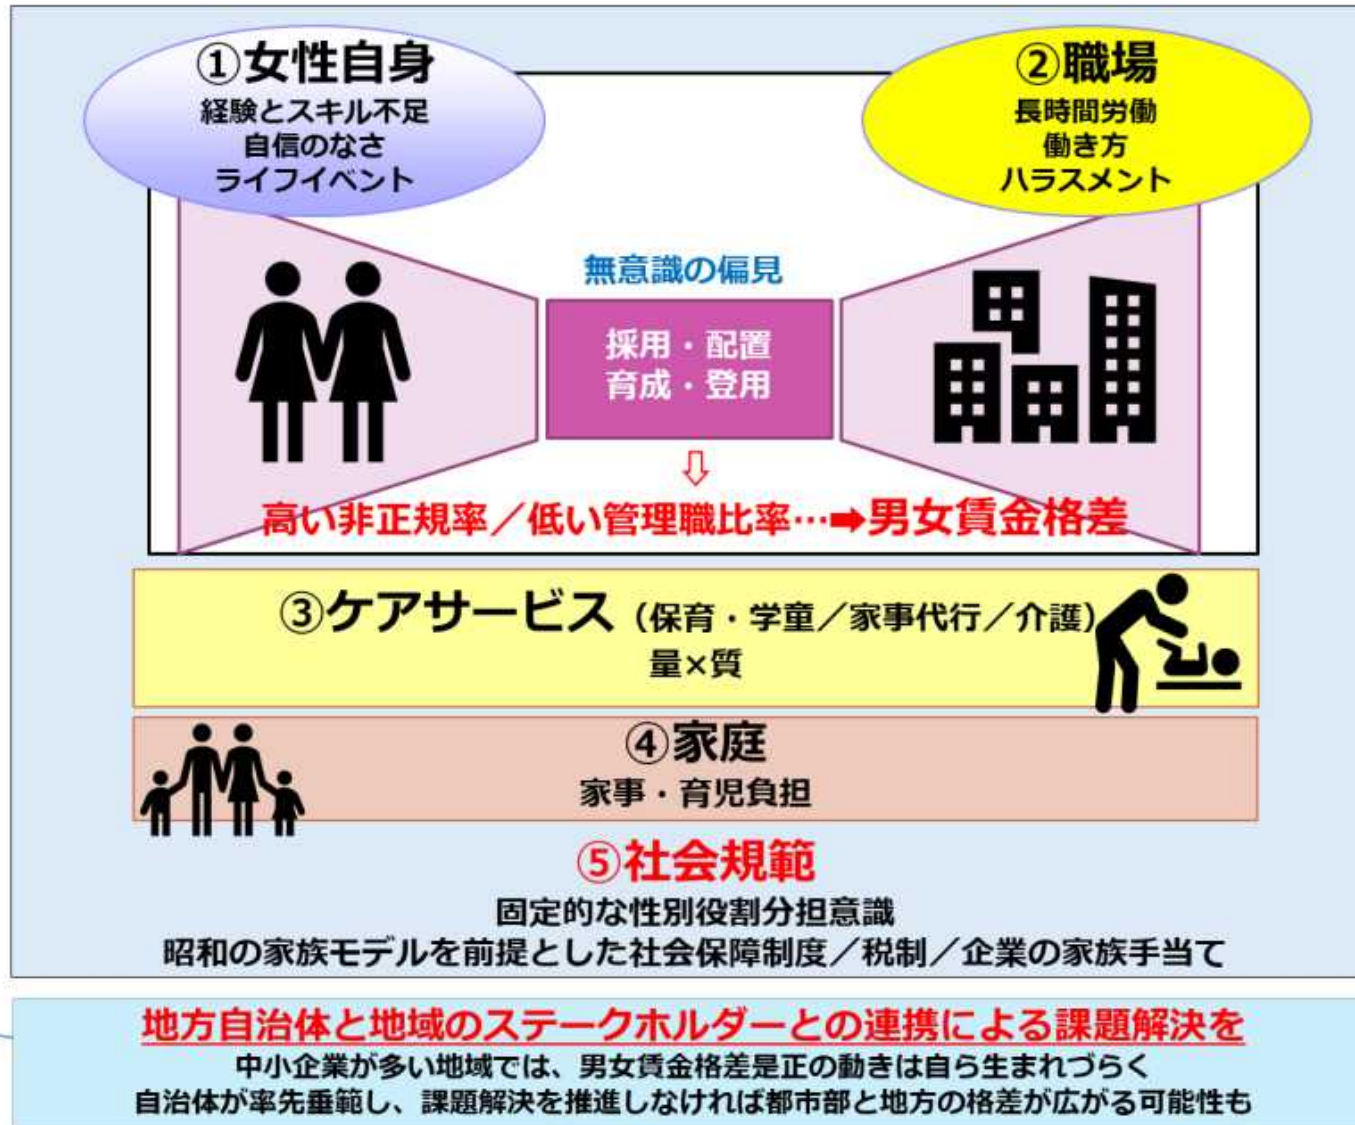 ①女性自身
経験とスキル不足
自信のなさ
ライフイベント
②職場
長時間労働
働き方
ハラスメント
無意識の偏見
採用・配置
育成・登用
⇩
高い非正規率／低い管理職比率…➡男女賃金格差
③ケアサービス（保育・学童／家事代行／介護）
量×質
④家庭
家事・育児負担
⑤社会規範
固定的な性別役割分担意識
昭和の家族モデルを前提とした社会保障制度／税制／企業の家族手当て
地方自治体と地域のステークホルダーとの連携による課題解決を
中小企業が多い地域では、男女賃金格差是正の動きは自ら生まれづらく
自治体が率先垂範し、課題解決を推進しなければ都市部と地方の格差が広がる可能性も